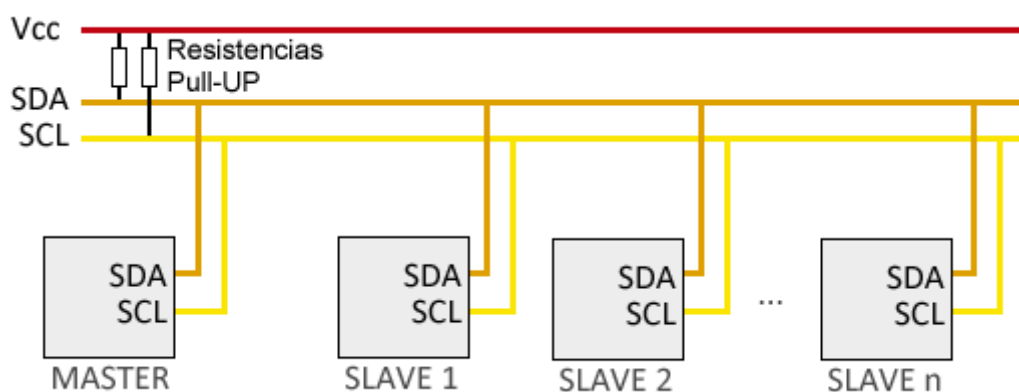 Vcc
Resistencias
Pull-UP
SDA
SCL
SDA
SCL
SDA
SCL
SDA
SCL
...
SDA
SCL
MASTER
SLAVE 1
SLAVE 2
SLAVE n